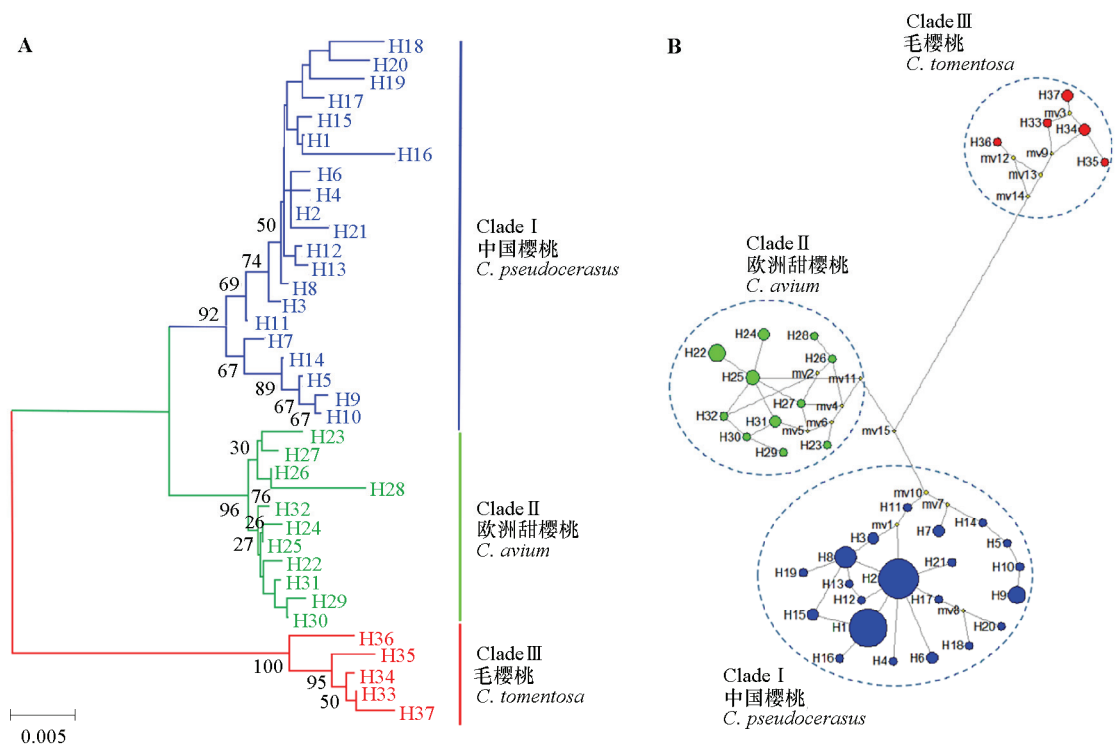 A
H18
H20
H19
H17
H15
H1
H16
H6
H4
H2
H21
H12
H13
H8
H3
H11
H7
H14
H5
H9
H10
50
74
69
92
67
89
67
67
Clade Ⅰ
中国樱桃
C. pseudocerasus
H23
H27
H26
H28
H32
H24
H25
H22
H31
H29
H30
30
76
96
26
27
Clade Ⅱ
欧洲甜樱桃
C. avium
H36
H35
H34
H33
H37
100
95
50
Clade Ⅲ
毛樱桃
C. tomentosa
0.005
B
Clade Ⅲ
毛樱桃
C. tomentosa
H37
mv3
H33
H34
H36
mv12
mv9
H35
mv13
mv14
Clade Ⅱ
欧洲甜樱桃
C. avium
H24
H28
H22
H26
H25
mv2
mv11
H27
mv4
H32
H31
mv6
mv5
H30
H23
H29
mv15
mv10
H11
mv7
mv1
H14
H3
H7
H5
H8
H21
H10
H19
H2
H13
H9
H12
H17
H15
mv8
H1
H20
H18
H16
H4
H6
Clade Ⅰ
中国樱桃
C. pseudocerasus